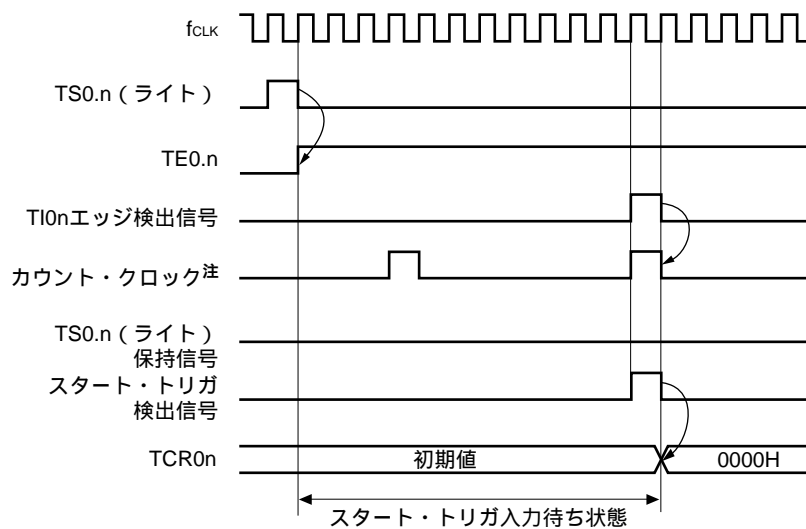 fCLK
TS0.n（ライト）
TE0.n
TI0nエッジ検出信号
カウント・クロック注
TS0.n（ライト）
保持信号
スタート・トリガ
検出信号
TCR0n
初期値
0000H
スタート・トリガ入力待ち状態